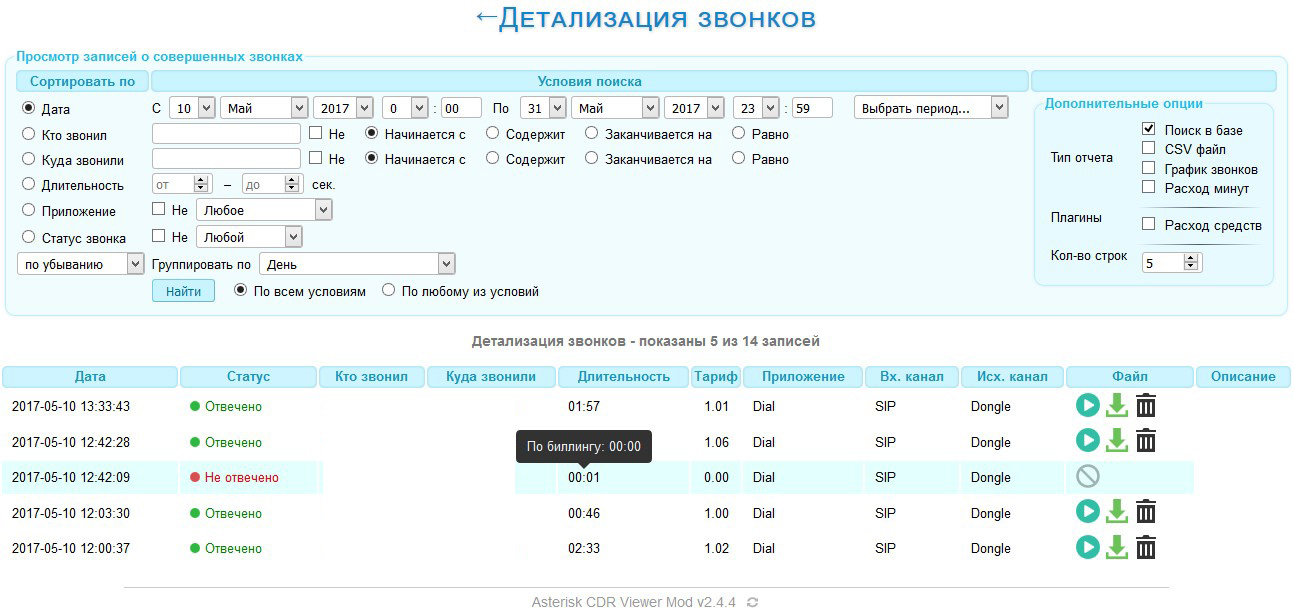 ←Детализация звонков
Просмотр записей о совершенных звонках
Сортировать по Условия поиска
Дата С 10 Май 2017 0 : 00 По 31 Май 2017 23 : 59 Выбрать период...
Кто звонил Не Начинается с Содержит Заканчивается на Равно
Куда звонили Не Начинается с Содержит Заканчивается на Равно
Длительность от – до сек.
Приложение Не Любое
Статус звонка Не Любой
по убыванию Группировать по День
Найти По всем условиям По любому из условий
Дополнительные опции
Тип отчета
Поиск в базе
CSV файл
График звонков
Расход минут
Плагины Расход средств
Кол-во строк 5
Детализация звонков - показаны 5 из 14 записей
Дата Статус Кто звонил Куда звонили Длительность Тариф Приложение Вх. канал Исх. канал Файл Описание
2017-05-10 13:33:43 Отвечено 01:57 1.01 Dial SIP Dongle
2017-05-10 12:42:28 Отвечено 1.06 Dial SIP Dongle
По биллингу: 00:00
2017-05-10 12:42:09 Не отвечено 00:01 0.00 Dial SIP Dongle
2017-05-10 12:03:30 Отвечено 00:46 1.00 Dial SIP Dongle
2017-05-10 12:00:37 Отвечено 02:33 1.02 Dial SIP Dongle
Asterisk CDR Viewer Mod v2.4.4